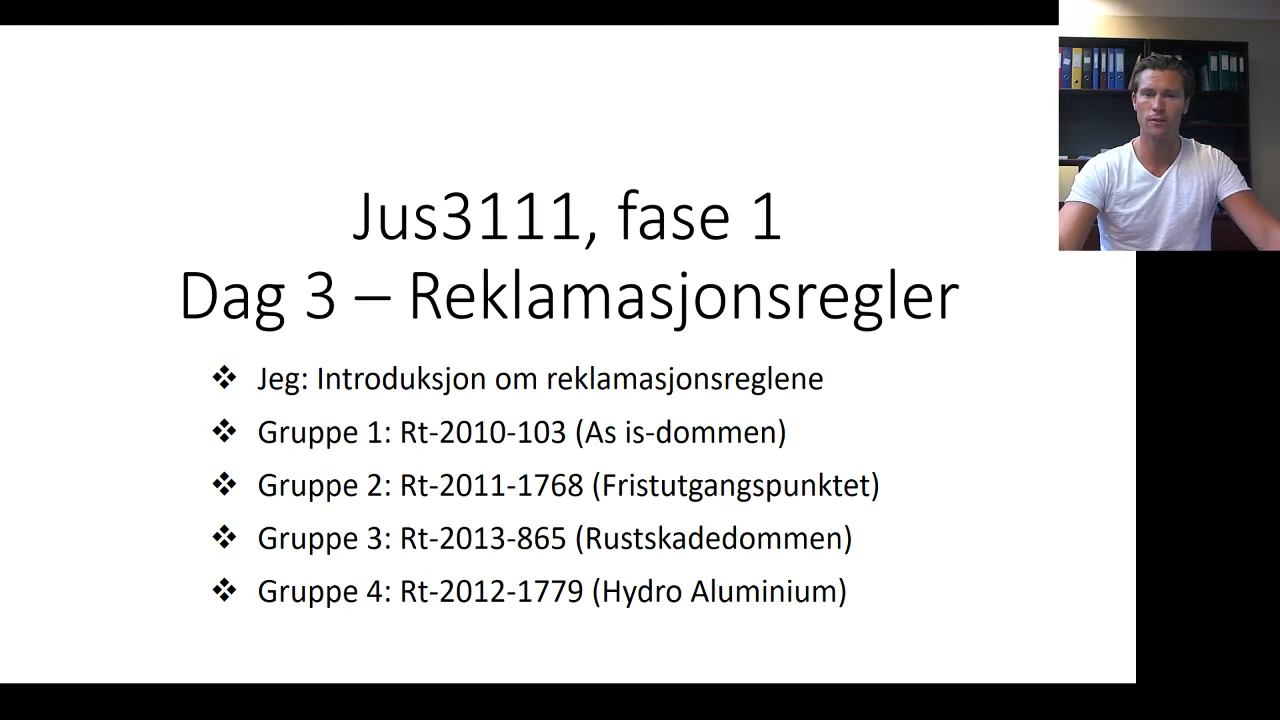 Jus3111, fase 1
Dag 3 – Reklamasjonsregler
❖ Jeg: Introduksjon om reklamasjonsreglene
❖ Gruppe 1: Rt-2010-103 (As is-dommen)
❖ Gruppe 2: Rt-2011-1768 (Fristutgangspunktet)
❖ Gruppe 3: Rt-2013-865 (Rustskadedommen)
❖ Gruppe 4: Rt-2012-1779 (Hydro Aluminium)